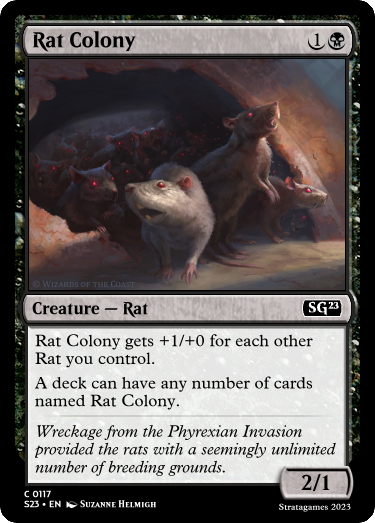 Rat Colony 1
© Wizards of the Coast
Creature — Rat SG23
Rat Colony gets +1/+0 for each other
Rat you control.
A deck can have any number of cards
named Rat Colony.
Wreckage from the Phyrexian Invasion
provided the rats with a seemingly unlimited
number of breeding grounds.
2/1
C 0117
S23 • EN Suzanne Helmigh
Stratagames 2023